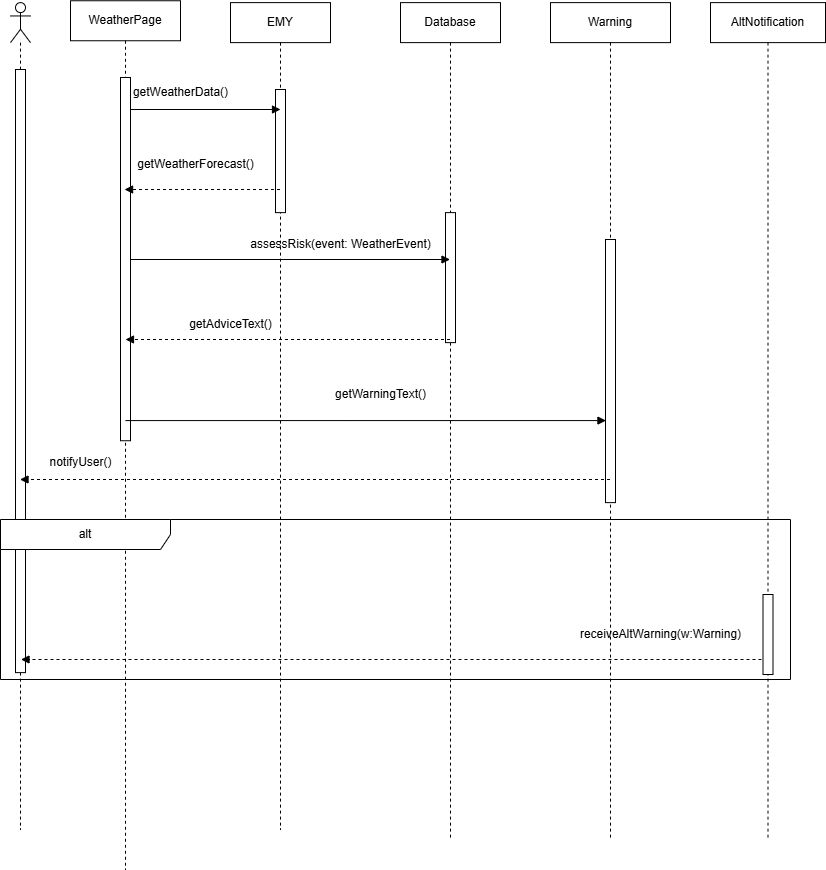 WeatherPage
EMY
Database
Warning
AltNotification
getWeatherData()
getWeatherForecast()
assessRisk(event: WeatherEvent)
getAdviceText()
getWarningText()
notifyUser()
alt
receiveAltWarning(w:Warning)